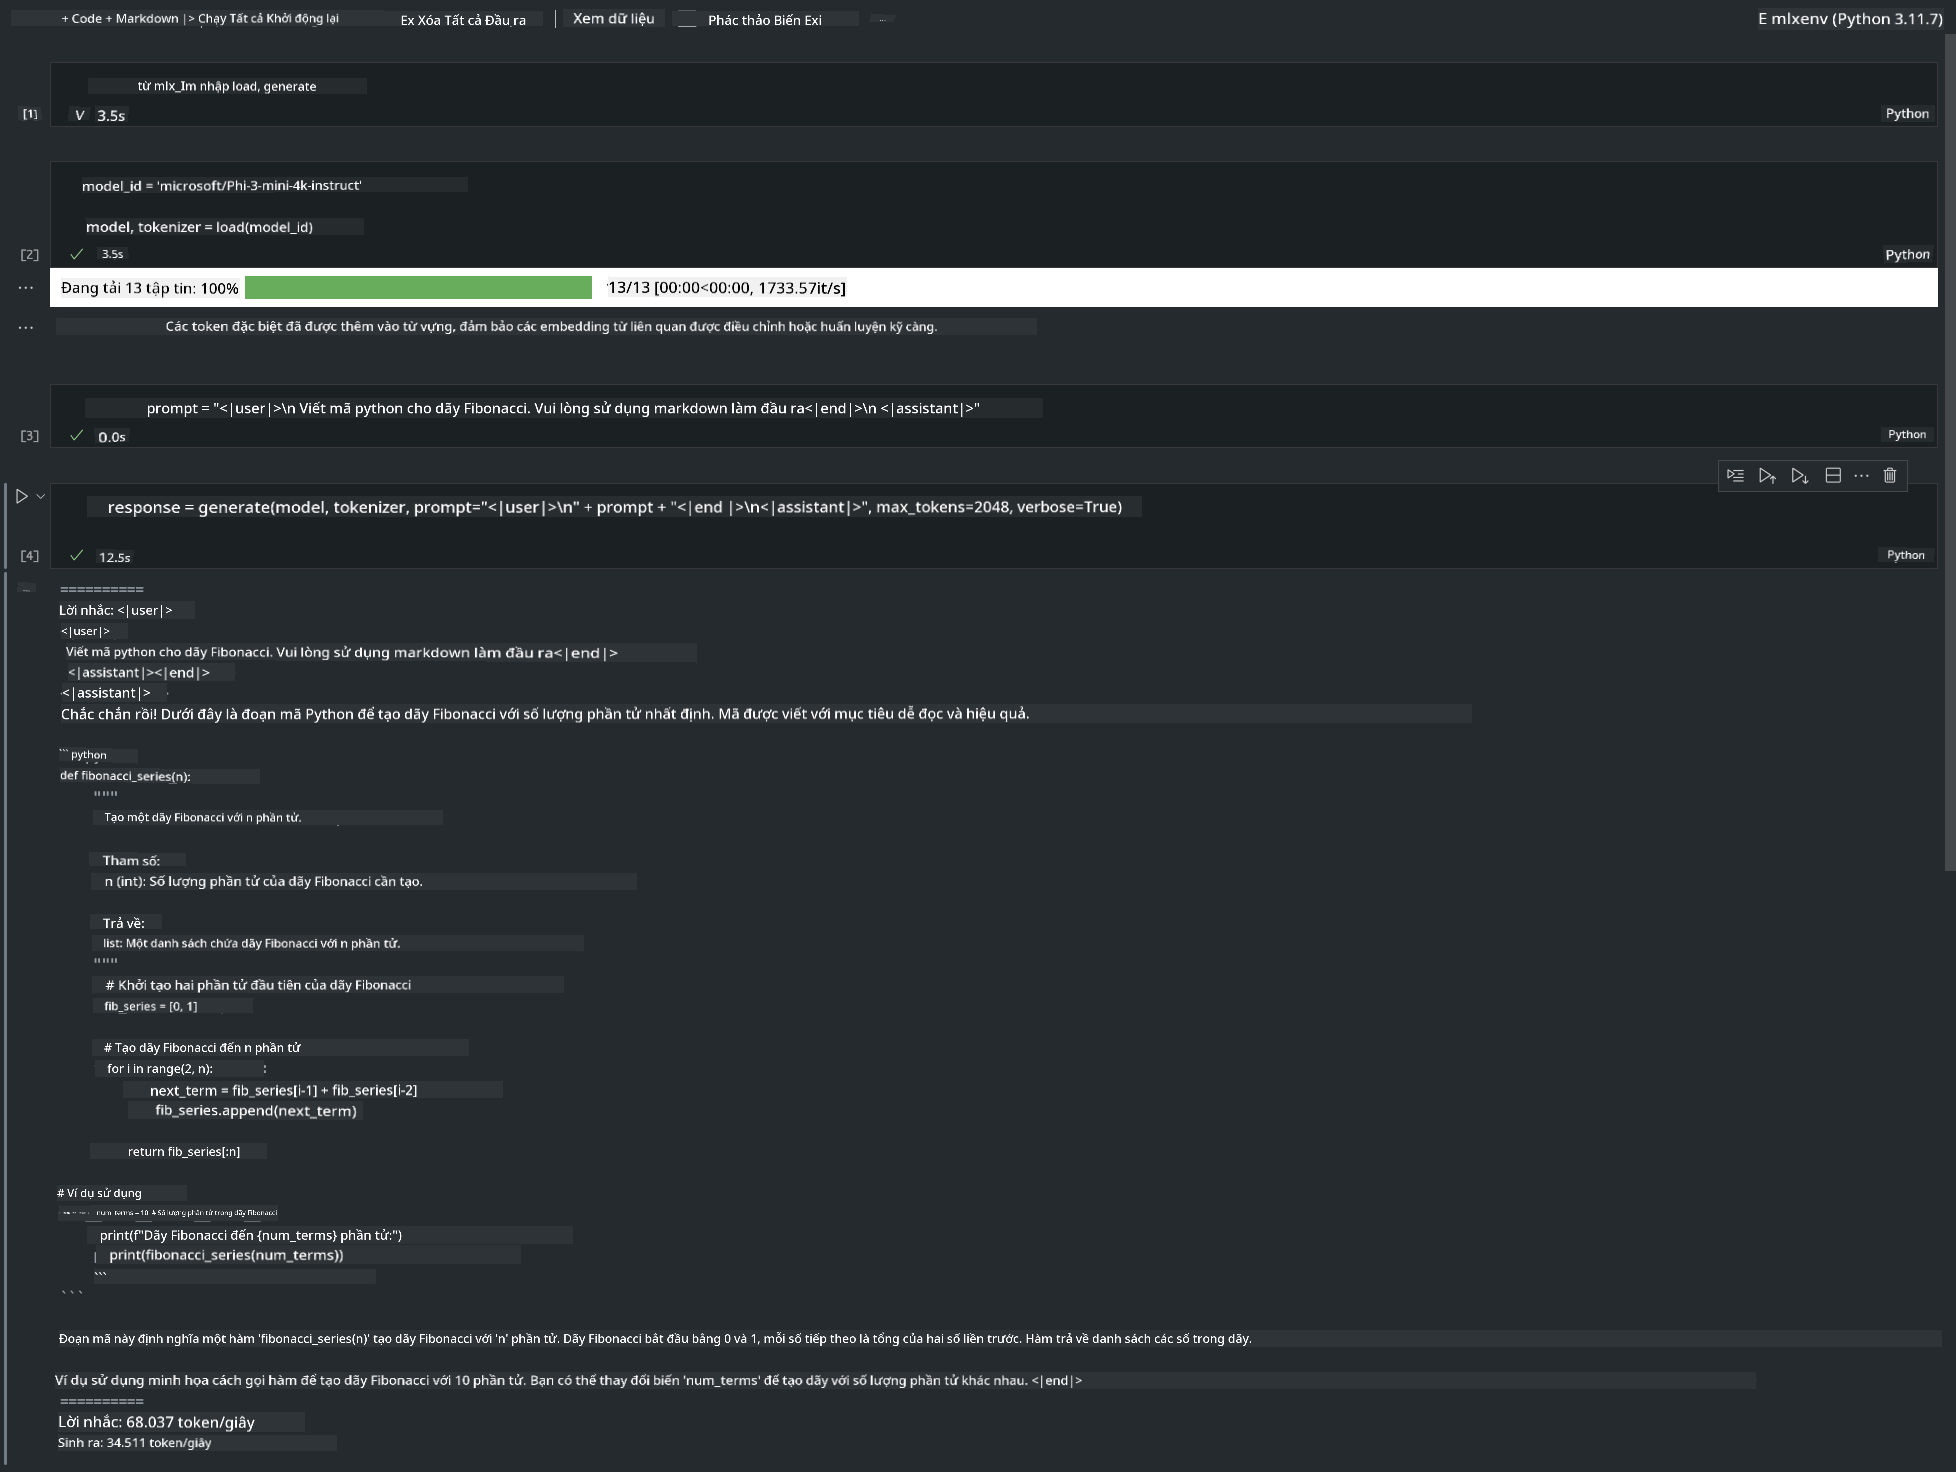 + Code + Markdown |> Chạy Tất cả Khởi động lại Ex Xóa Tất cả Đầu ra | Xem dữ liệu Phác thảo Biến Exi ... E mlxenv (Python 3.11.7)
từ mlx_Im nhập load, generate
[1] V 3.5s Python
model_id = 'microsoft/Phi-3-mini-4k-instruct'
model, tokenizer = load(model_id)
[2] ✓ 3.5s Python
... Đang tải 13 tập tin: 100% 13/13 [00:00<00:00, 1733.57it/s]
... Các token đặc biệt đã được thêm vào từ vựng, đảm bảo các embedding từ liên quan được điều chỉnh hoặc huấn luyện kỹ càng.
prompt = "<|user|>\n Viết mã python cho dãy Fibonacci. Vui lòng sử dụng markdown làm đầu ra<|end|>\n <|assistant|>"
[3] ✓ 0.0s Python
response = generate(model, tokenizer, prompt="<|user|>\n" + prompt + "<|end |>\n<|assistant|>", max_tokens=2048, verbose=True)
[4] ✓ 12.5s Python
==========
Lời nhắc: <|user|>
<|user|>
Viết mã python cho dãy Fibonacci. Vui lòng sử dụng markdown làm đầu ra<|end|>
<|assistant|><|end|>
<|assistant|>
Chắc chắn rồi! Dưới đây là đoạn mã Python để tạo dãy Fibonacci với số lượng phần tử nhất định. Mã được viết với mục tiêu dễ đọc và hiệu quả.
``` python
def fibonacci_series(n):
"""
Tạo một dãy Fibonacci với n phần tử.
Tham số:
n (int): Số lượng phần tử của dãy Fibonacci cần tạo.
Trả về:
list: Một danh sách chứa dãy Fibonacci với n phần tử.
"""
# Khởi tạo hai phần tử đầu tiên của dãy Fibonacci
fib_series = [0, 1]
# Tạo dãy Fibonacci đến n phần tử
for i in range(2, n): :
next_term = fib_series[i-1] + fib_series[i-2]
fib_series.append(next_term)
return fib_series[:n]
# Ví dụ sử dụng
num_terms = 10 # Số lượng phần tử trong dãy Fibonacci
print(f"Dãy Fibonacci đến {num_terms} phần tử:")
| print(fibonacci_series(num_terms))
```
```
Đoạn mã này định nghĩa một hàm 'fibonacci_series(n)' tạo dãy Fibonacci với 'n' phần tử. Dãy Fibonacci bắt đầu bằng 0 và 1, mỗi số tiếp theo là tổng của hai số liền trước. Hàm trả về danh sách các số trong dãy.
Ví dụ sử dụng minh họa cách gọi hàm để tạo dãy Fibonacci với 10 phần tử. Bạn có thể thay đổi biến 'num_terms' để tạo dãy với số lượng phần tử khác nhau. <|end|>
==========
Lời nhắc: 68.037 token/giây
Sinh ra: 34.511 token/giây